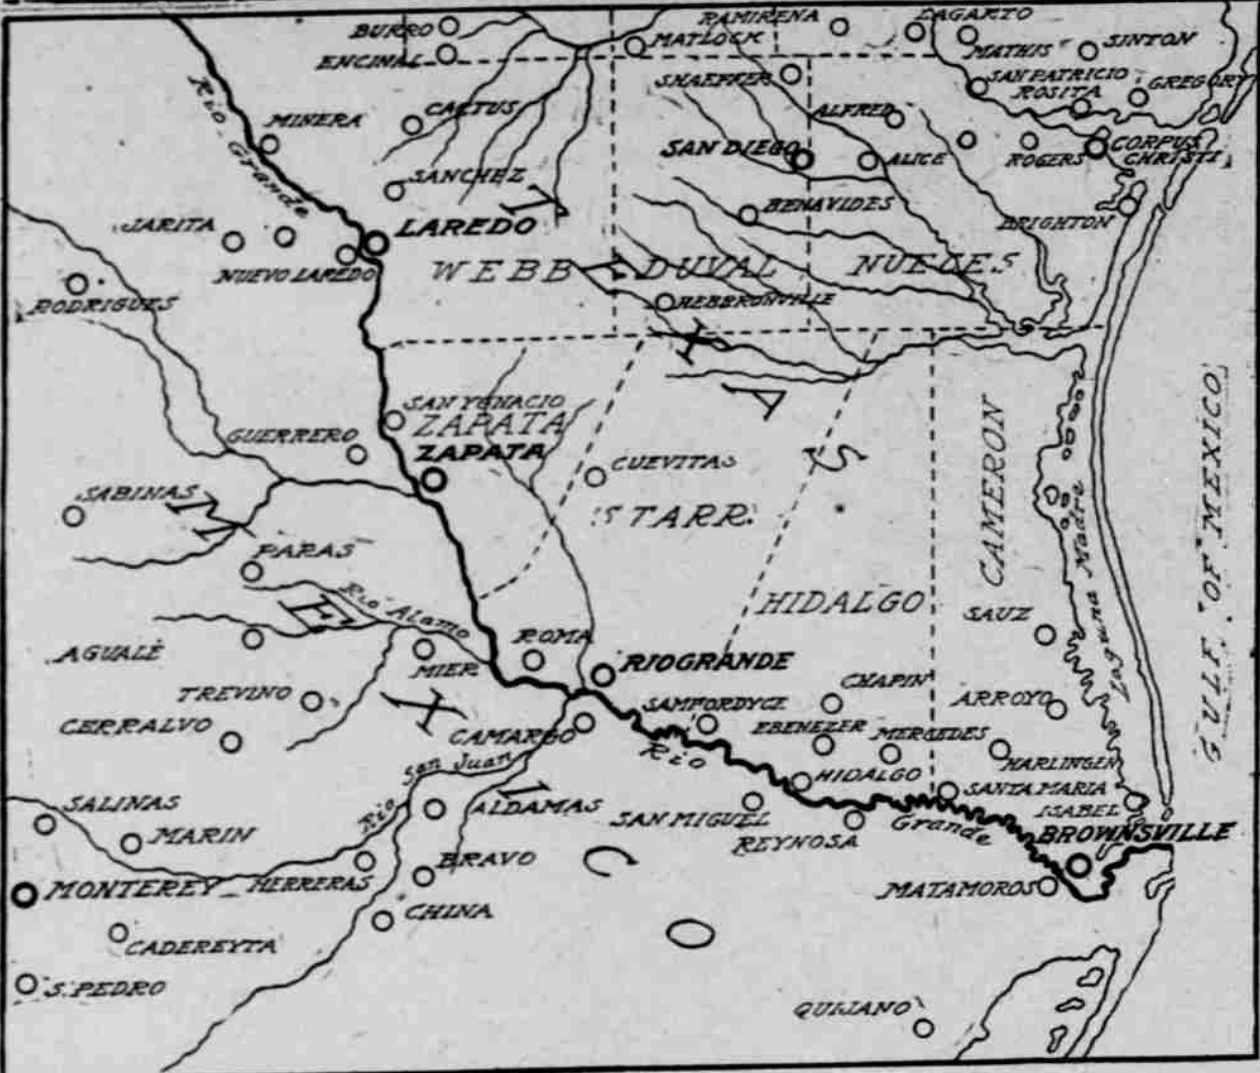 BURRO
RAMIRENA
LAGARTO
MATLOCK
MATHIS
SINTON
ENCINAL
SHAEFFER
SAN PATRICIO
GREGORY
ROSITA
CACTUS
ALFRED
MINERA
Rio Grande
SAN DIEGO
ALICE
ROGERS
CORPUS
CHRISTI
SANCHEZ
BENAVIDES
BRIGHTON
JARITA
LAREDO
NUEVO LAREDO
WEBB
DUVAL
NUECES
RODRIGUES
HEBBRONVILLE
TEXAS
SAN YGNACIO
ZAPATA
GUERRERO
ZAPATA
CUEVITAS
SABINAS
STARR
CAMERON
Laguna Madre
GULF OF MEXICO
PARAS
Rio Alamo
HIDALGO
SAUZ
AGUALE
MIER
ROMA
RIOGRANDE
TREVINO
CHAPIN
ARROYO
CERRALVO
CAMARGO
SAMFORDYCE
EBENEZER
MERCEDES
HARLINGEN
Rio San Juan
Rio Grande
HIDALGO
SANTA MARIA
ISABEL
SALINAS
ALDAMAS
SAN MIGUEL
REYNOSA
BROWNSVILLE
MARIN
BRAVO
MONTEREY
HERRERAS
MATAMOROS
CHINA
CADEREYTA
S. PEDRO
QUIJANO
MEXICO